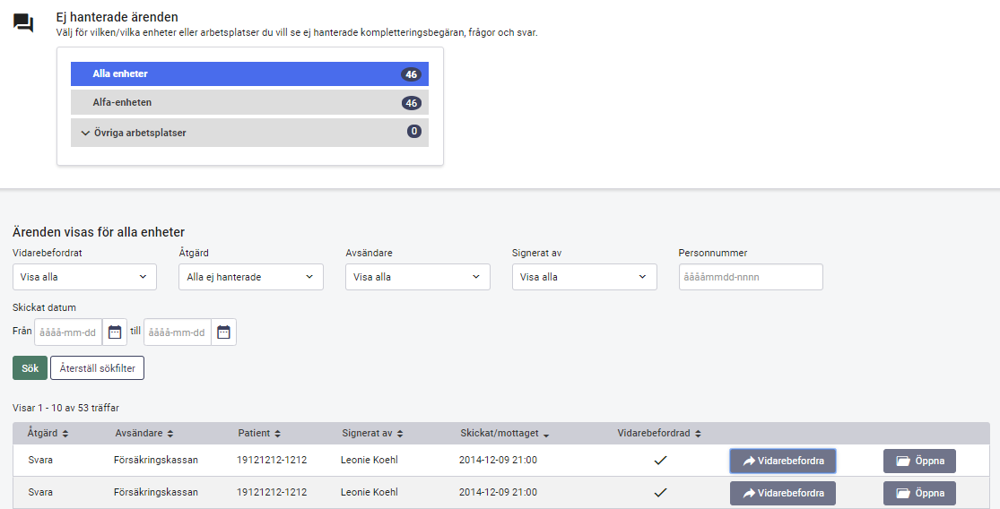 Ej hanterade ärenden
Välj för vilken/vilka enheter eller arbetsplatser du vill se ej hanterade kompletteringsbegäran, frågor och svar.
Alla enheter 46
Alfa-enheten 46
Övriga arbetsplatser 0
Ärenden visas för alla enheter
Vidarebefordrat Åtgärd Avsändare Signerat av Personnummer
Visa alla Alla ej hanterade Visa alla Visa alla ååååmmdd-nnnn
Skickat datum
Från åååå-mm-dd till åååå-mm-dd
Sök Återställ sökfilter
Visar 1 - 10 av 53 träffar
Åtgärd Avsändare Patient Signerat av Skickat/mottaget Vidarebefordrad
Svara Försäkringskassan 19121212-1212 Leonie Koehl 2014-12-09 21:00 Vidarebefordra Öppna
Svara Försäkringskassan 19121212-1212 Leonie Koehl 2014-12-09 21:00 Vidarebefordra Öppna